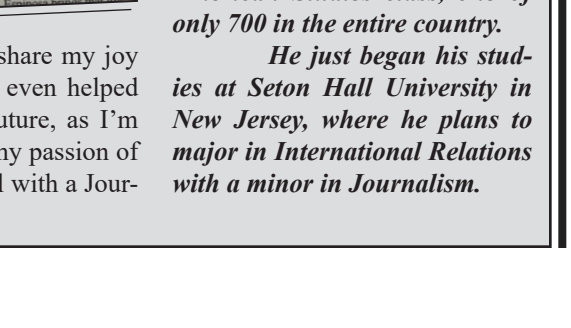 only 700 in the entire country.
He just began his stud-
ies at Seton Hall University in
New Jersey, where he plans to
major in International Relations
with a minor in Journalism.
share my joy
even helped
uture, as I'm
passion of
with a Jour-